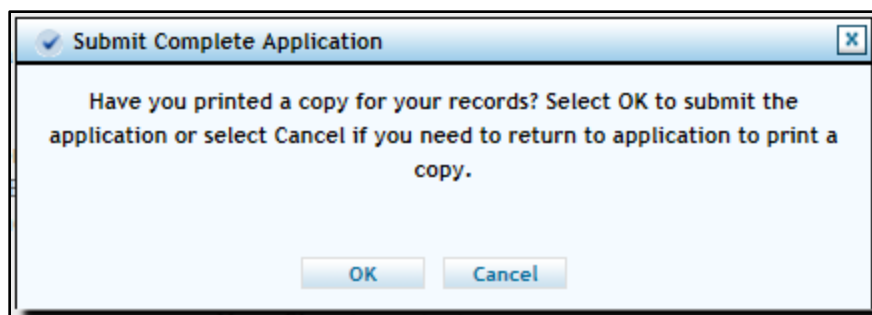 Submit Complete Application
Have you printed a copy for your records? Select OK to submit the
application or select Cancel if you need to return to application to print a
copy.
OK Cancel